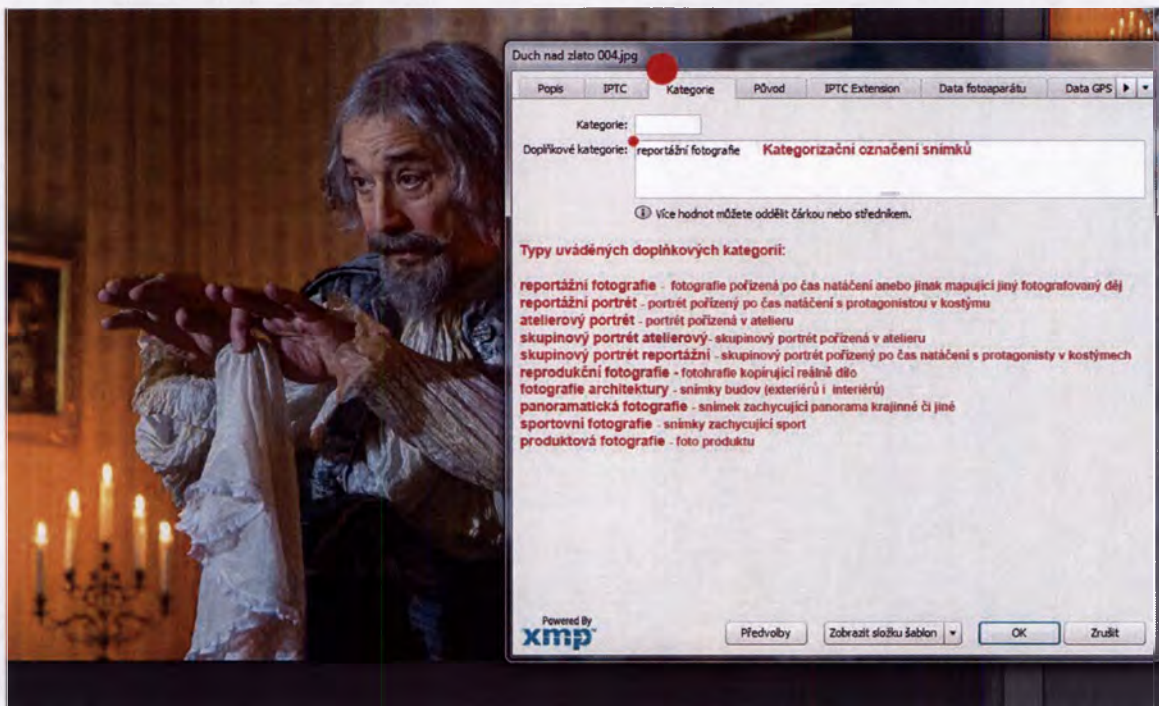 Duch nad zlato 004.jpg
Popis IPTC Kategorie Původ IPTC Extension Data fotoaparátu Data GPS
Kategorie:
Doplňkové kategorie: reportážní fotografie Kategorizační označení snímků
Více hodnot můžete oddělit čárkou nebo středníkem.
Typy uváděných doplňkových kategorií:
reportážní fotografie - fotografie pořízená po čas natáčení anebo jinak mapující jiný fotografovaný děj
reportážní portrét - portrét pořízený po čas natáčení s protagonistou v kostýmu
atelierový portrét - portrét pořízená v atelieru
skupinový portrét atelierový - skupinový portrét pořízená v atelieru
skupinový portrét reportážní - skupinový portrét pořízený po čas natáčení s protagonisty v kostýmech
reprodukční fotografie - fotohrafie kopírující reálně dílo
fotografie architektury - snímky budov (exteriérů i interiérů)
panoramatická fotografie - snímek zachycující panorama krajinné či jiné
sportovní fotografie - snímky zachycující sport
produktová fotografie - foto produktu
Powered By
xmp
Předvolby Zobrazit složku šablon OK Zrušit